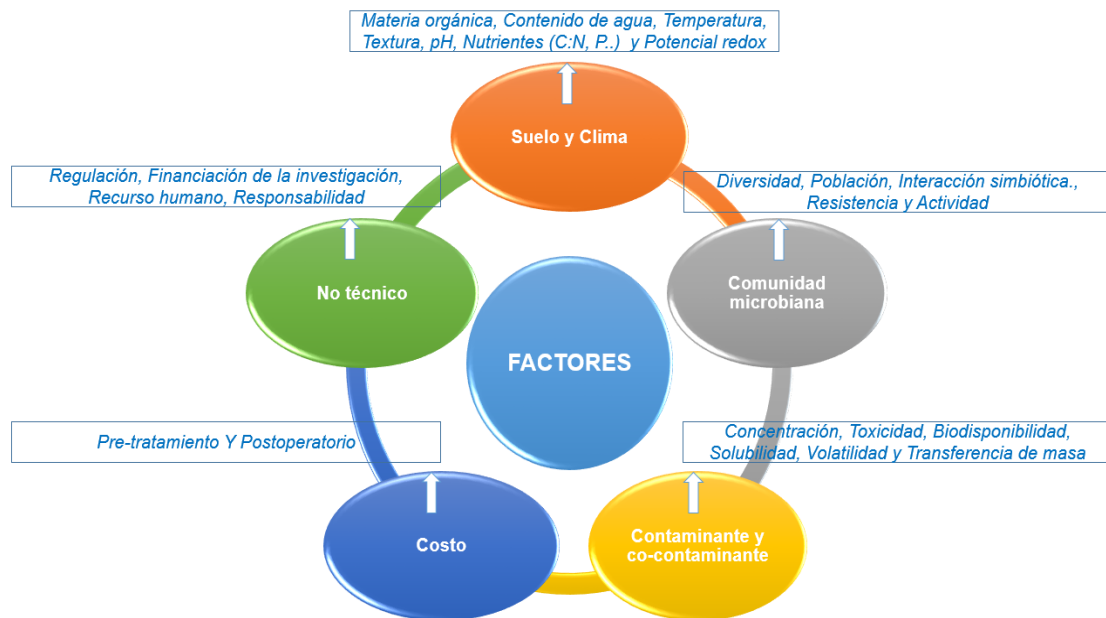 Materia orgánica, Contenido de agua, Temperatura,
Textura, pH, Nutrientes (C:N, P..) y Potencial redox
Suelo y Clima
Regulación, Financiación de la investigación,
Recurso humano, Responsabilidad
Diversidad, Población, Interacción simbiótica.,
Resistencia y Actividad
No técnico
Comunidad
microbiana
FACTORES
Pre-tratamiento Y Postoperatorio
Concentración, Toxicidad, Biodisponibilidad,
Solubilidad, Volatilidad y Transferencia de masa
Costo
Contaminante y
co-contaminante